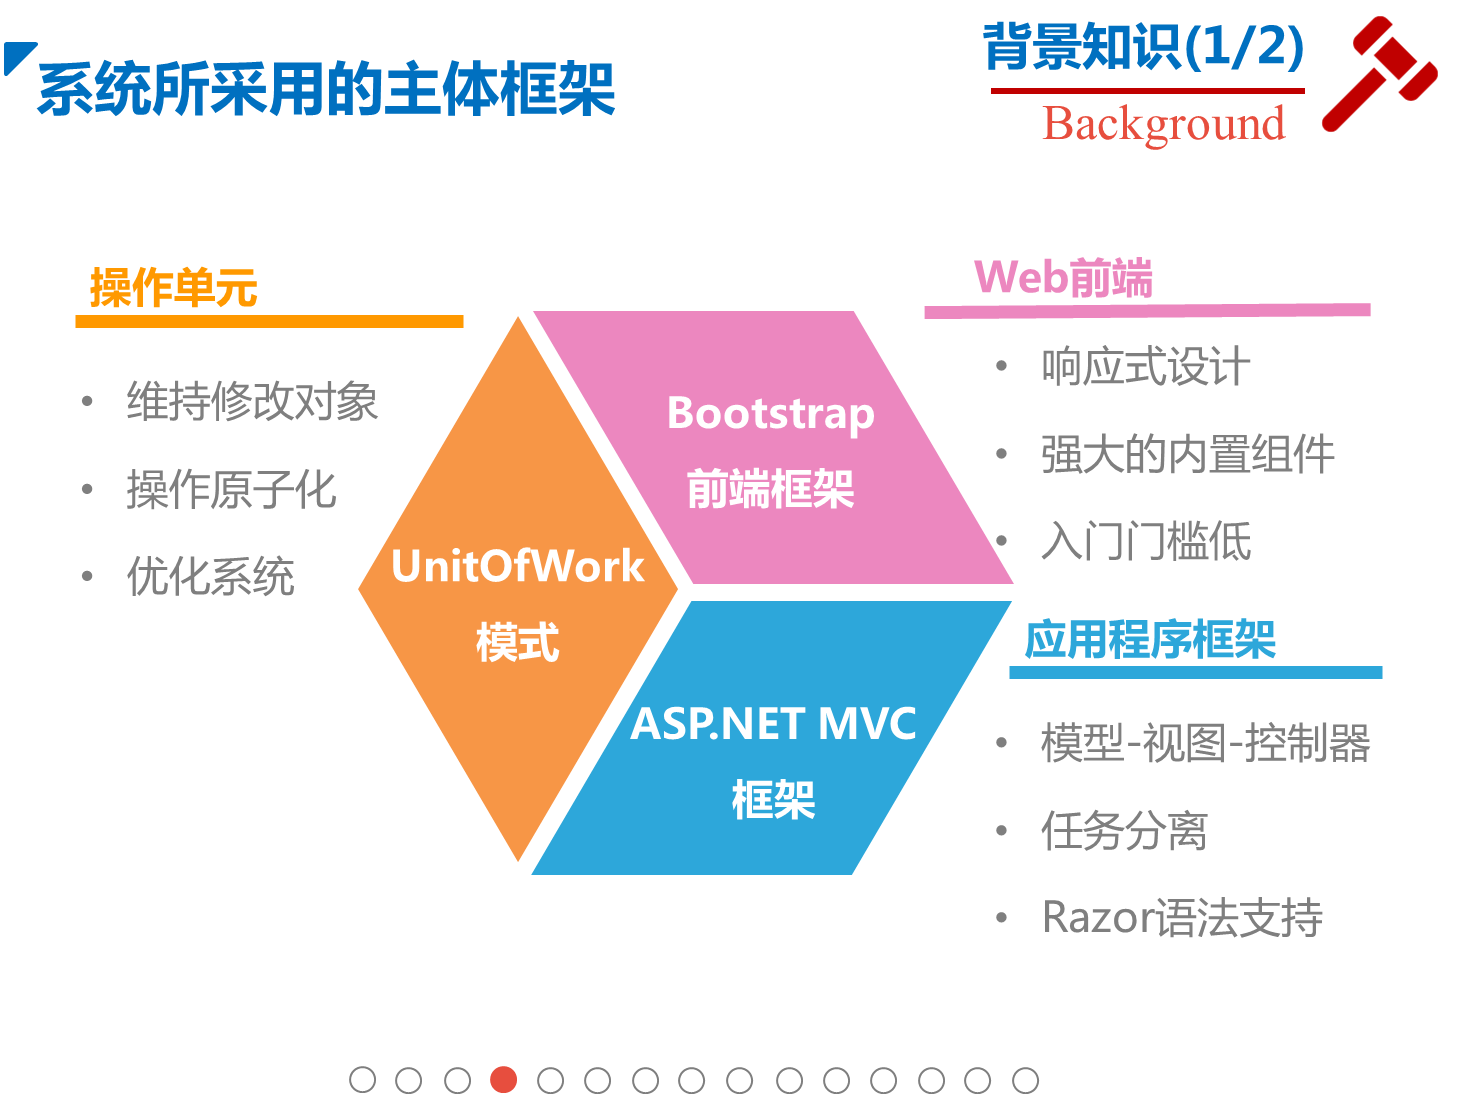 系统所采用的主体框架
背景知识(1/2)
Background
操作单元
• 维持修改对象
• 操作原子化
• 优化系统
Web前端
• 响应式设计
• 强大的内置组件
• 入门门槛低
Bootstrap
前端框架
UnitOfWork
模式
ASP.NET MVC
框架
应用程序框架
• 模型-视图-控制器
• 任务分离
• Razor语法支持